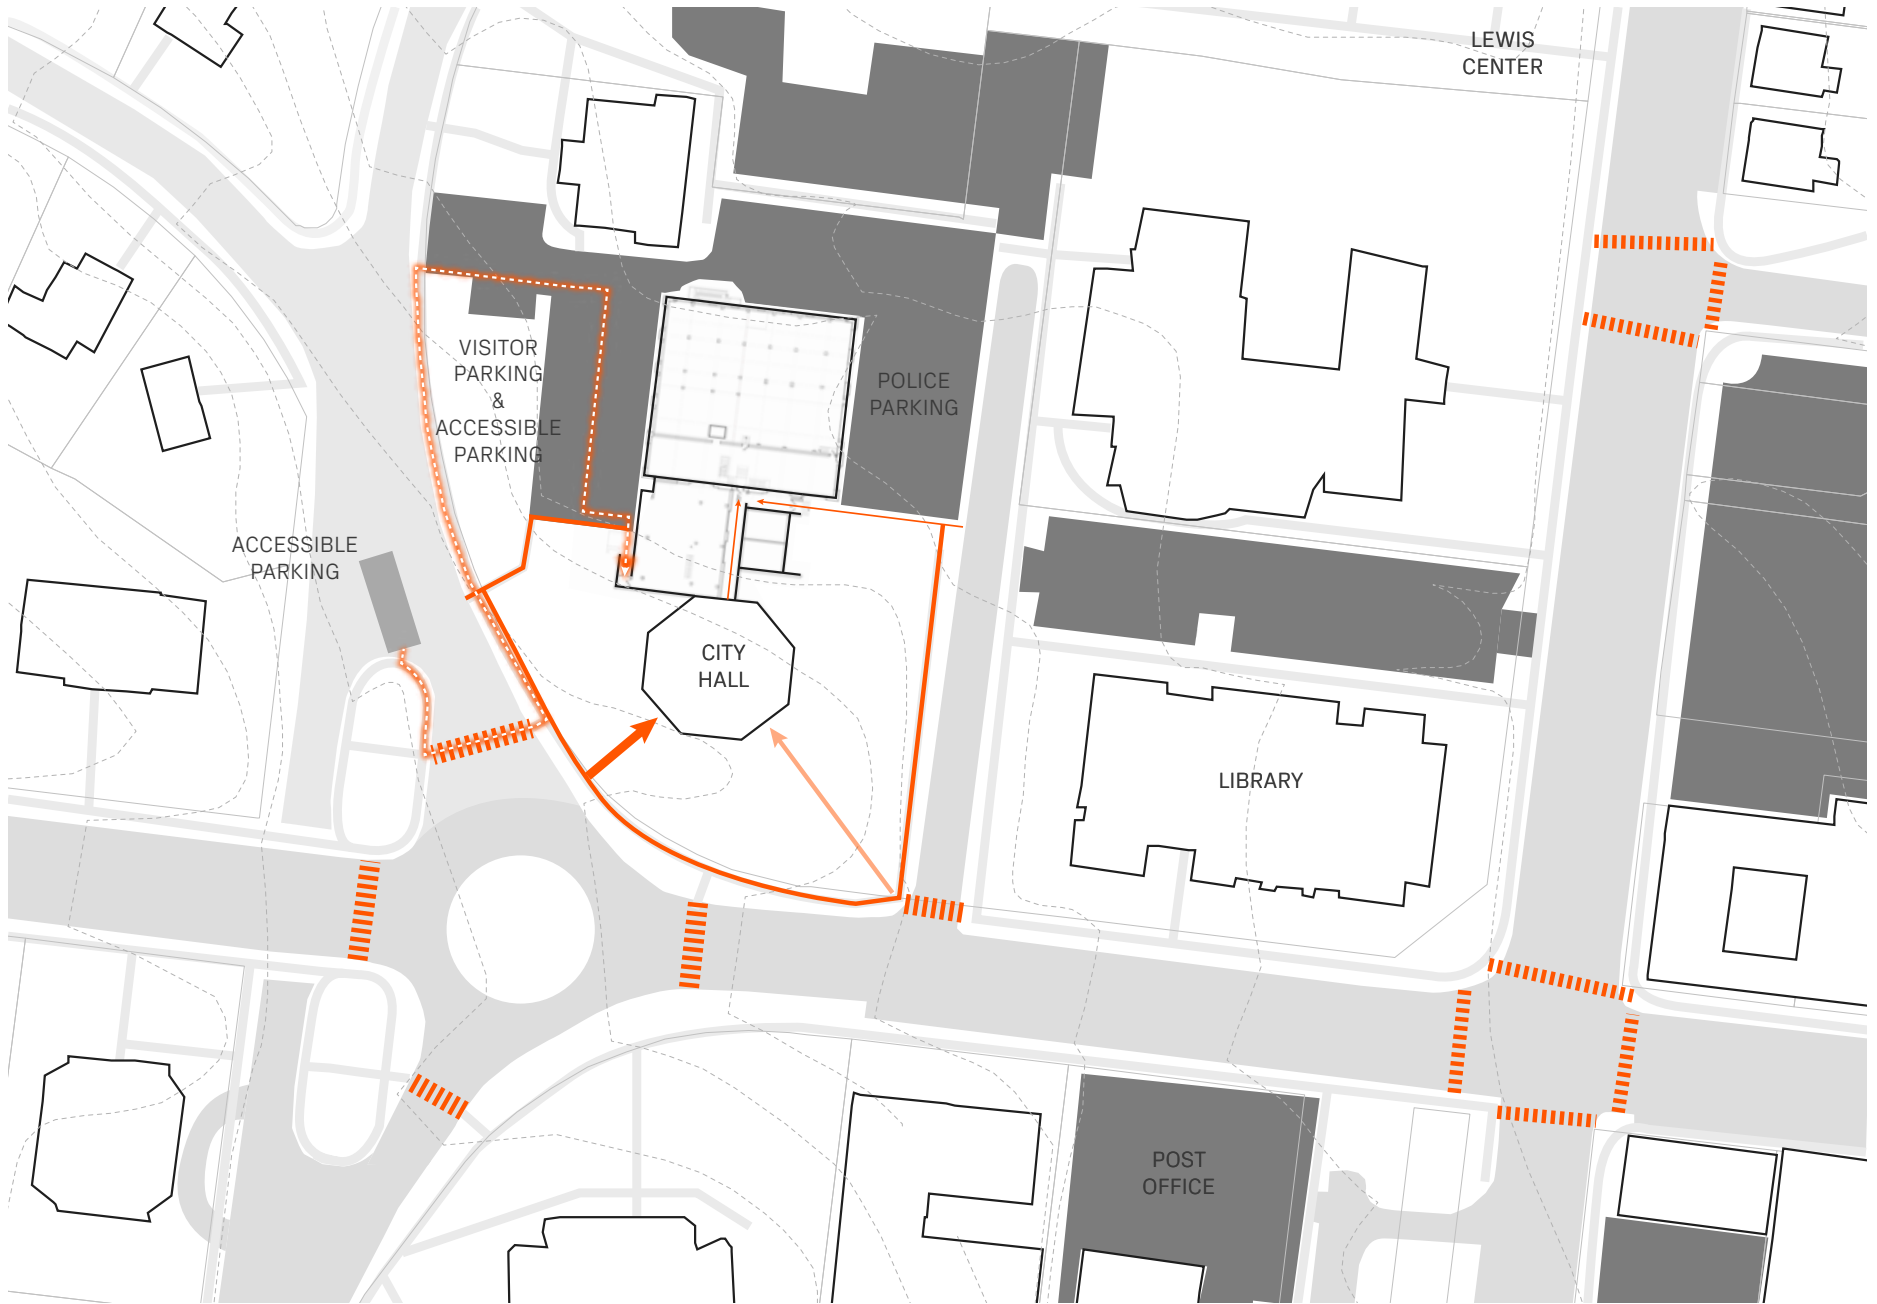 LEWIS
CENTER
VISITOR
PARKING
&
ACCESSIBLE
PARKING
POLICE
PARKING
ACCESSIBLE
PARKING
CITY
HALL
LIBRARY
POST
OFFICE